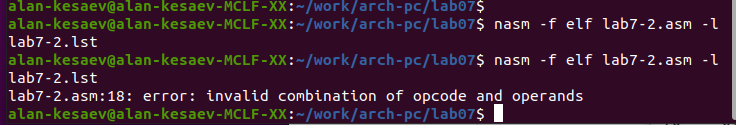 alan-kesaev@alan-kesaev-MCLF-XX:~/work/arch-pc/lab07$
alan-kesaev@alan-kesaev-MCLF-XX:~/work/arch-pc/lab07$ nasm -f elf lab7-2.asm -l
lab7-2.lst
alan-kesaev@alan-kesaev-MCLF-XX:~/work/arch-pc/lab07$ nasm -f elf lab7-2.asm -l
lab7-2.lst
lab7-2.asm:18: error: invalid combination of opcode and operands
alan-kesaev@alan-kesaev-MCLF-XX:~/work/arch-pc/lab07$